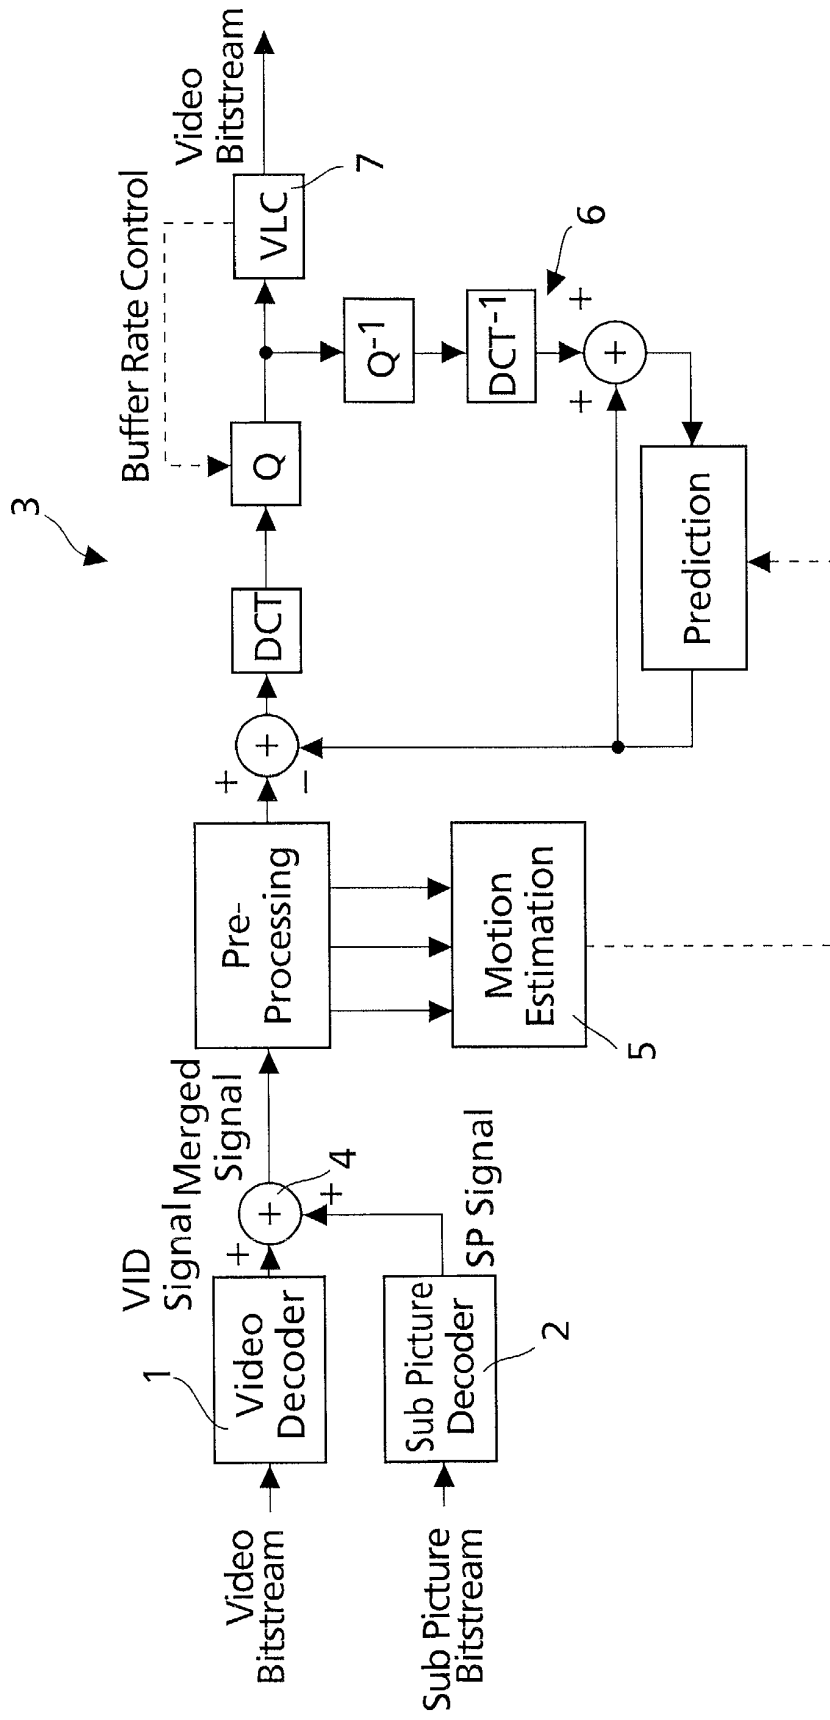 3
Buffer Rate Control
Video
Bitstream
1
Video
Decoder
VID
Signal
+
+
+
4
Merged
Signal
Pre-
Processing
+
−
+
DCT
Q
VLC
7
Video
Bitstream
Sub Picture
Bitstream
Sub Picture
Decoder
2
SP Signal
Motion
Estimation
5
Q-1
DCT-1
6
+
+
+
Prediction